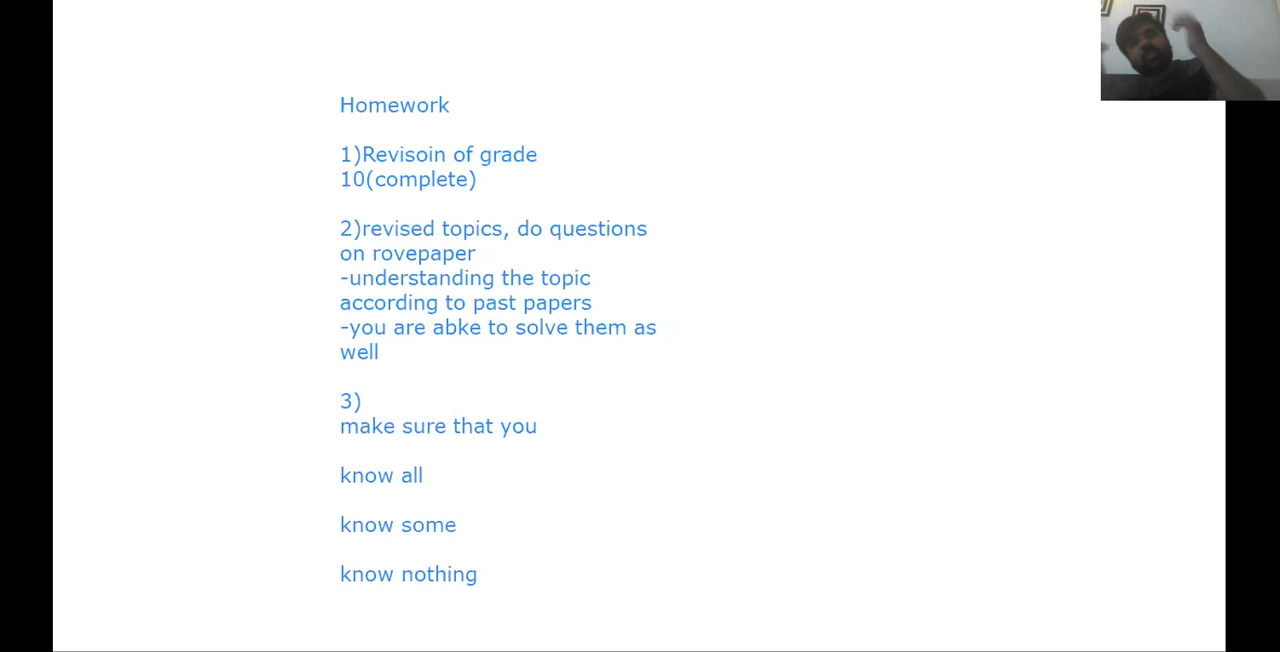 Homework
1)Revisoin of grade
10(complete)
2)revised topics, do questions
on rovepaper
-understanding the topic
according to past papers
-you are abke to solve them as
well
3)
make sure that you
know all
know some
know nothing